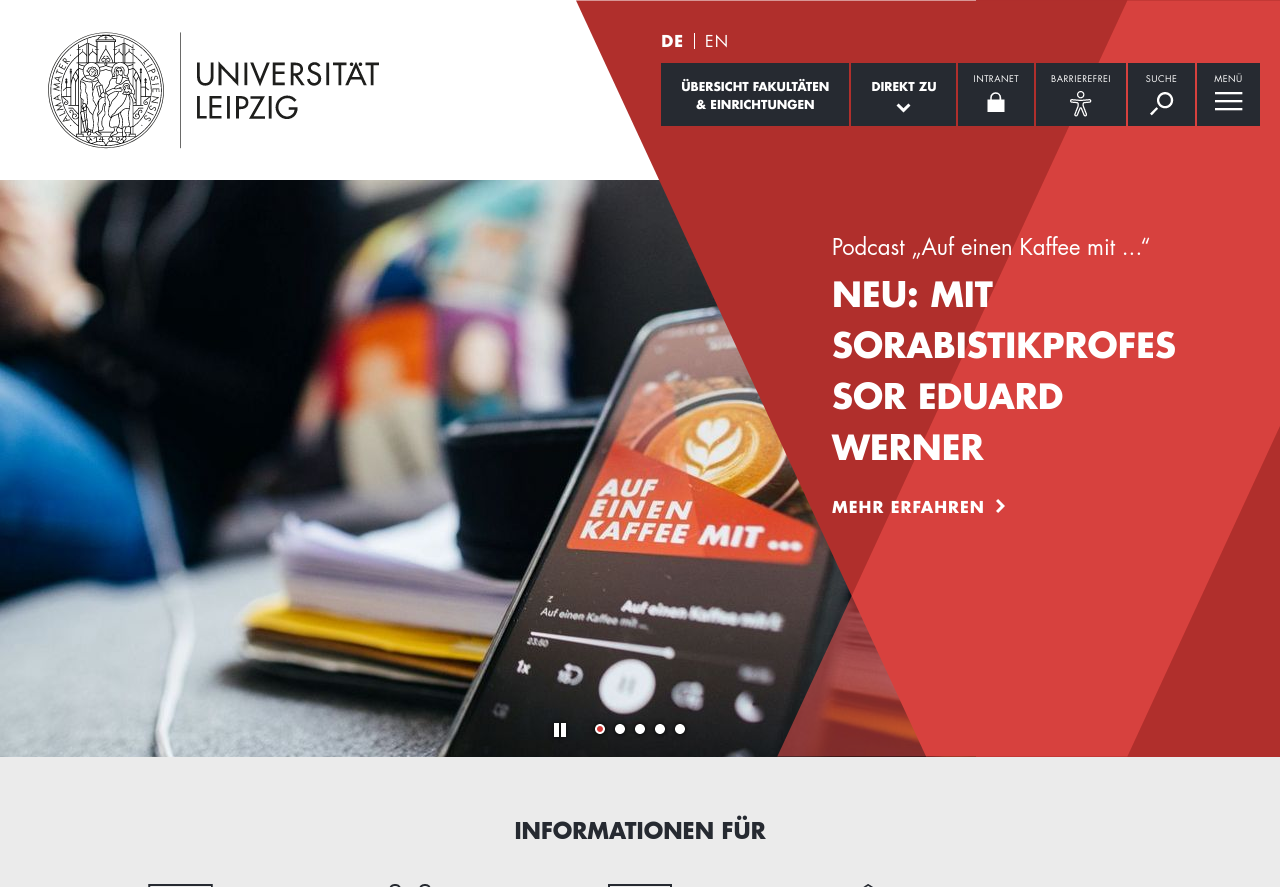 ALMA MATER LIPSIENSIS
UNIVERSITÄT
LEIPZIG
DE | EN
ÜBERSICHT FAKULTÄTEN
& EINRICHTUNGEN
DIREKT ZU
INTRANET
BARRIEREFREI
SUCHE
MENÜ
Podcast „Auf einen Kaffee mit ...“
NEU: MIT
SORABISTIKPROFES
SOR EDUARD
WERNER
MEHR ERFAHREN
AUF
EINEN
KAFFEE MIT ...
Auf einen Kaffee mit
Auf einen Kaffee mit ...
23:50
1x
INFORMATIONEN FÜR